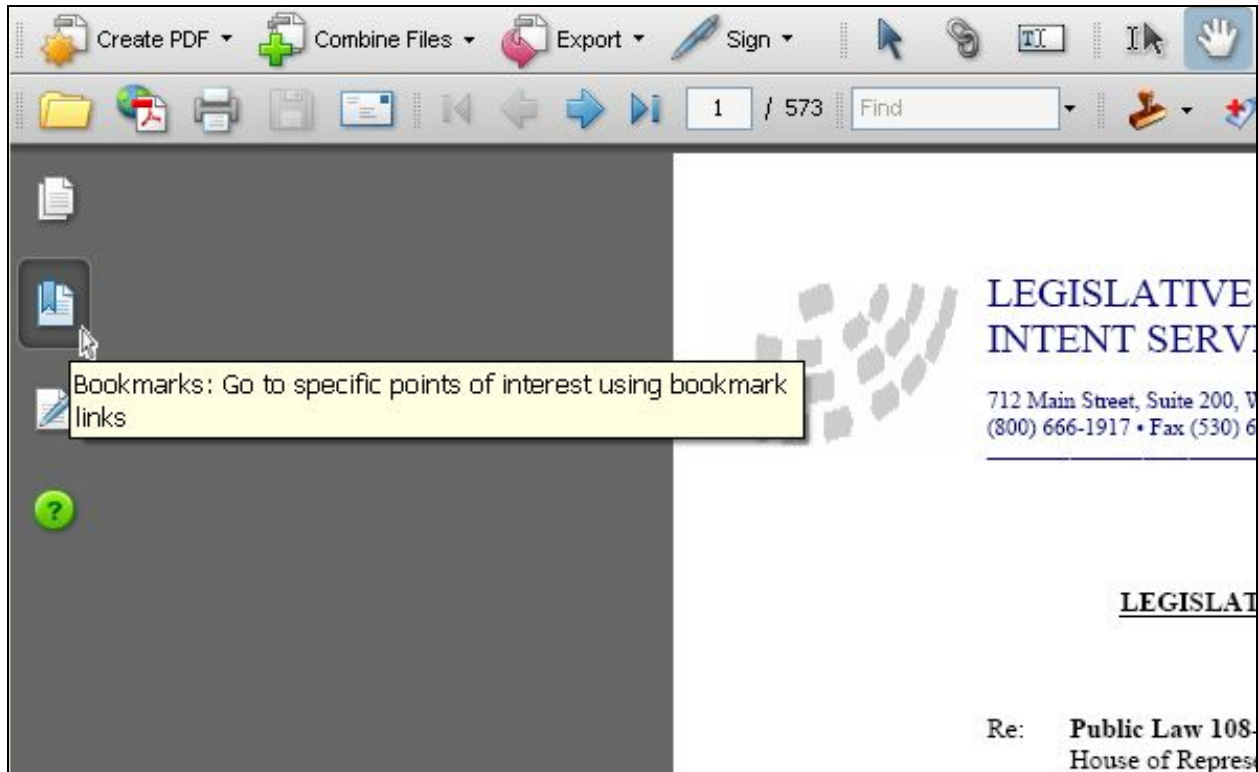 Create PDF Combine Files Export Sign
1 / 573 Find
LEGISLATIVE
INTENT SERV
Bookmarks: Go to specific points of interest using bookmark
links
712 Main Street, Suite 200,
(800) 666-1917 • Fax (530) 6
?
LEGISLAT
Re: Public Law 108-
House of Repres